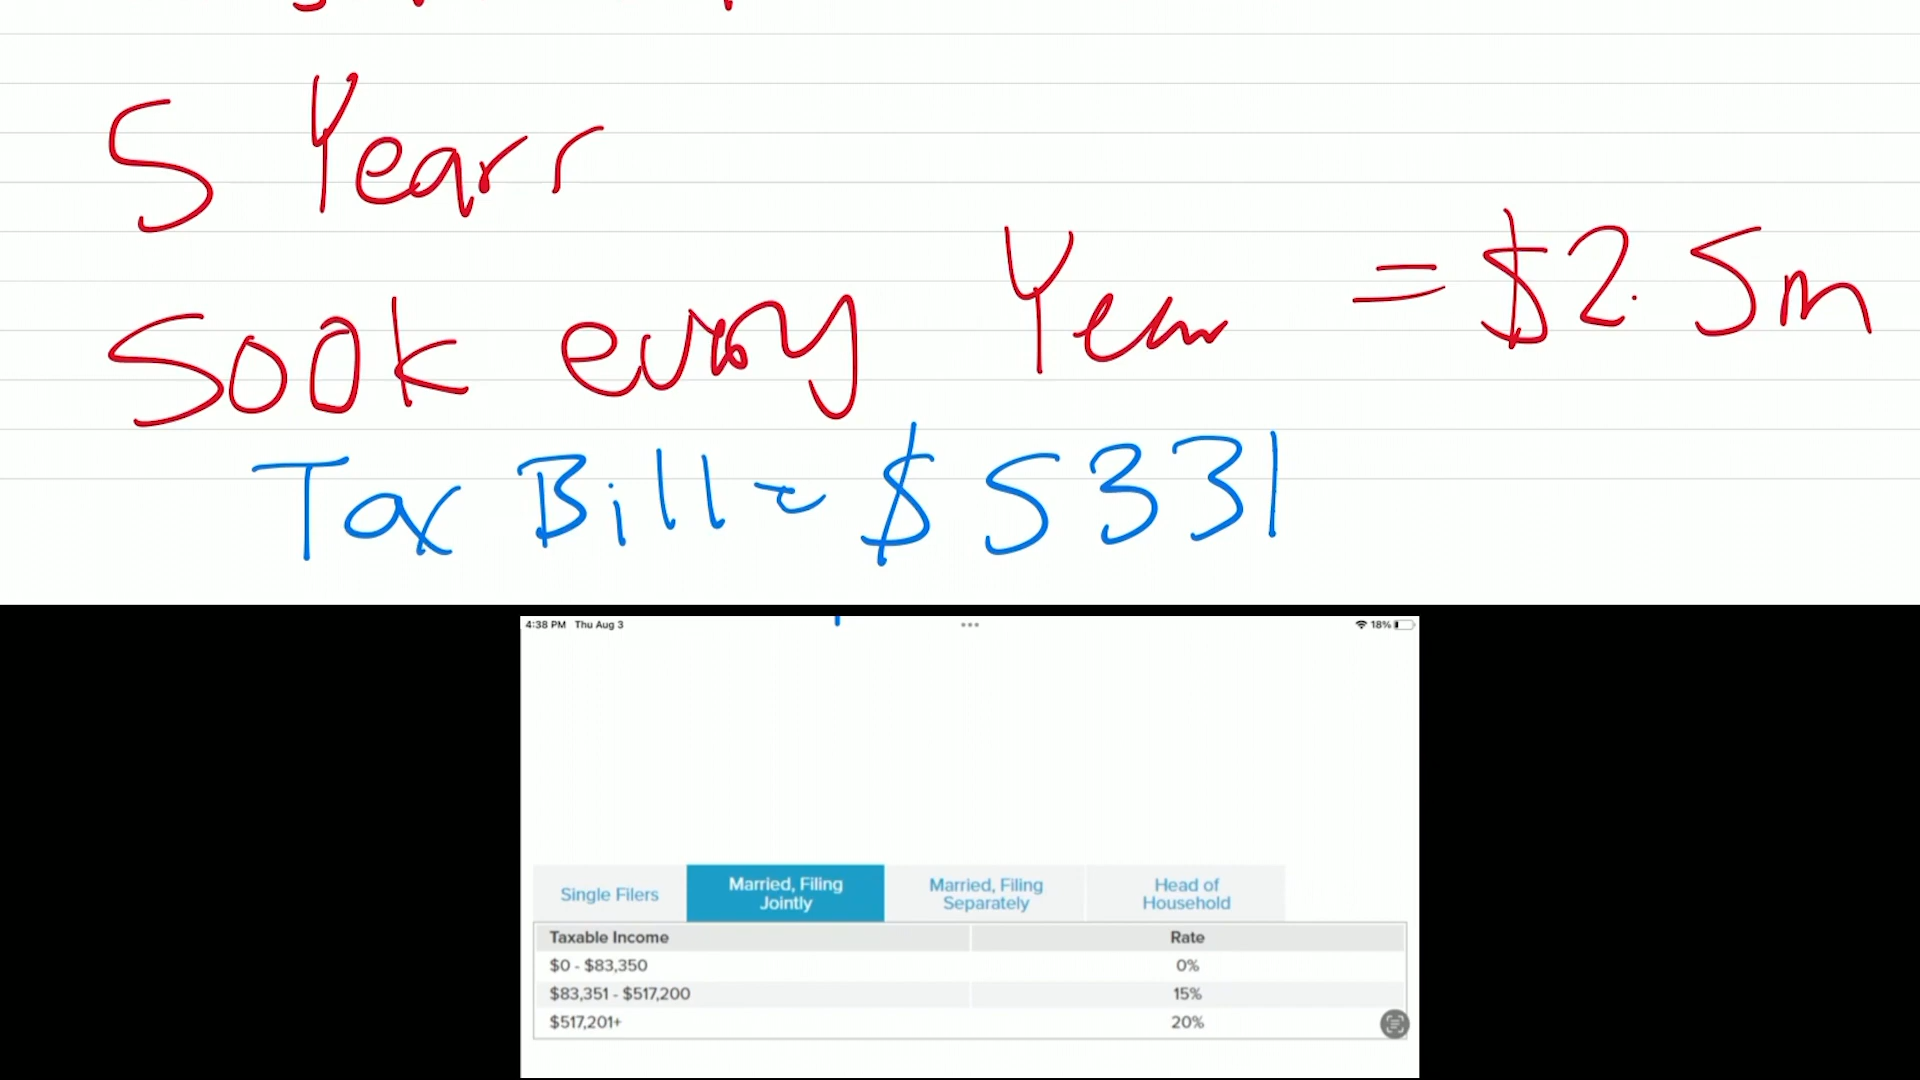 5 Years
500k every Year = $2.5m
Tax Bill = $5331
4:38 PM Thu Aug 3 18%
Single Filers Married, Filing Jointly Married, Filing Separately Head of Household
Taxable Income Rate
$0 - $83,350 0%
$83,351 - $517,200 15%
$517,201+ 20%